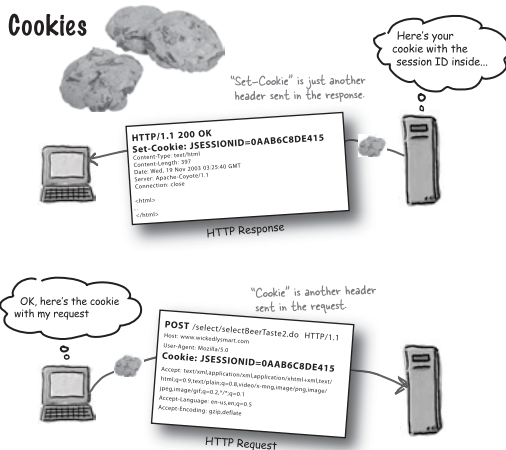 Cookies
Here's your
cookie with the
session ID inside...
"Set-Cookie" is just another
header sent in the response.
HTTP/1.1 200 OK
Set-Cookie: JSESSIONID=0AAB6C8DE415
Content-Type: text/html
Content-Length: 397
Date: Wed, 19 Nov 2003 03:25:40 GMT
Server: Apache-Coyote/1.1
Connection: close
<html>
...
</html>
HTTP Response
"Cookie" is another header
sent in the request.
OK, here's the cookie
with my request
POST /select/selectBeerTaste2.do HTTP/1.1
Host: www.wickedlysmart.com
User-Agent: Mozilla/5.0
Cookie: JSESSIONID=0AAB6C8DE415
Accept: text/xml,application/xml,application/xhtml+xml,text/
html;q=0.9,text/plain;q=0.8,video/x-mng,image/png,image/
jpeg,image/gif;q=0.2,*/*;q=0.1
Accept-Language: en-us,en;q=0.5
Accept-Encoding: gzip,deflate
HTTP Request